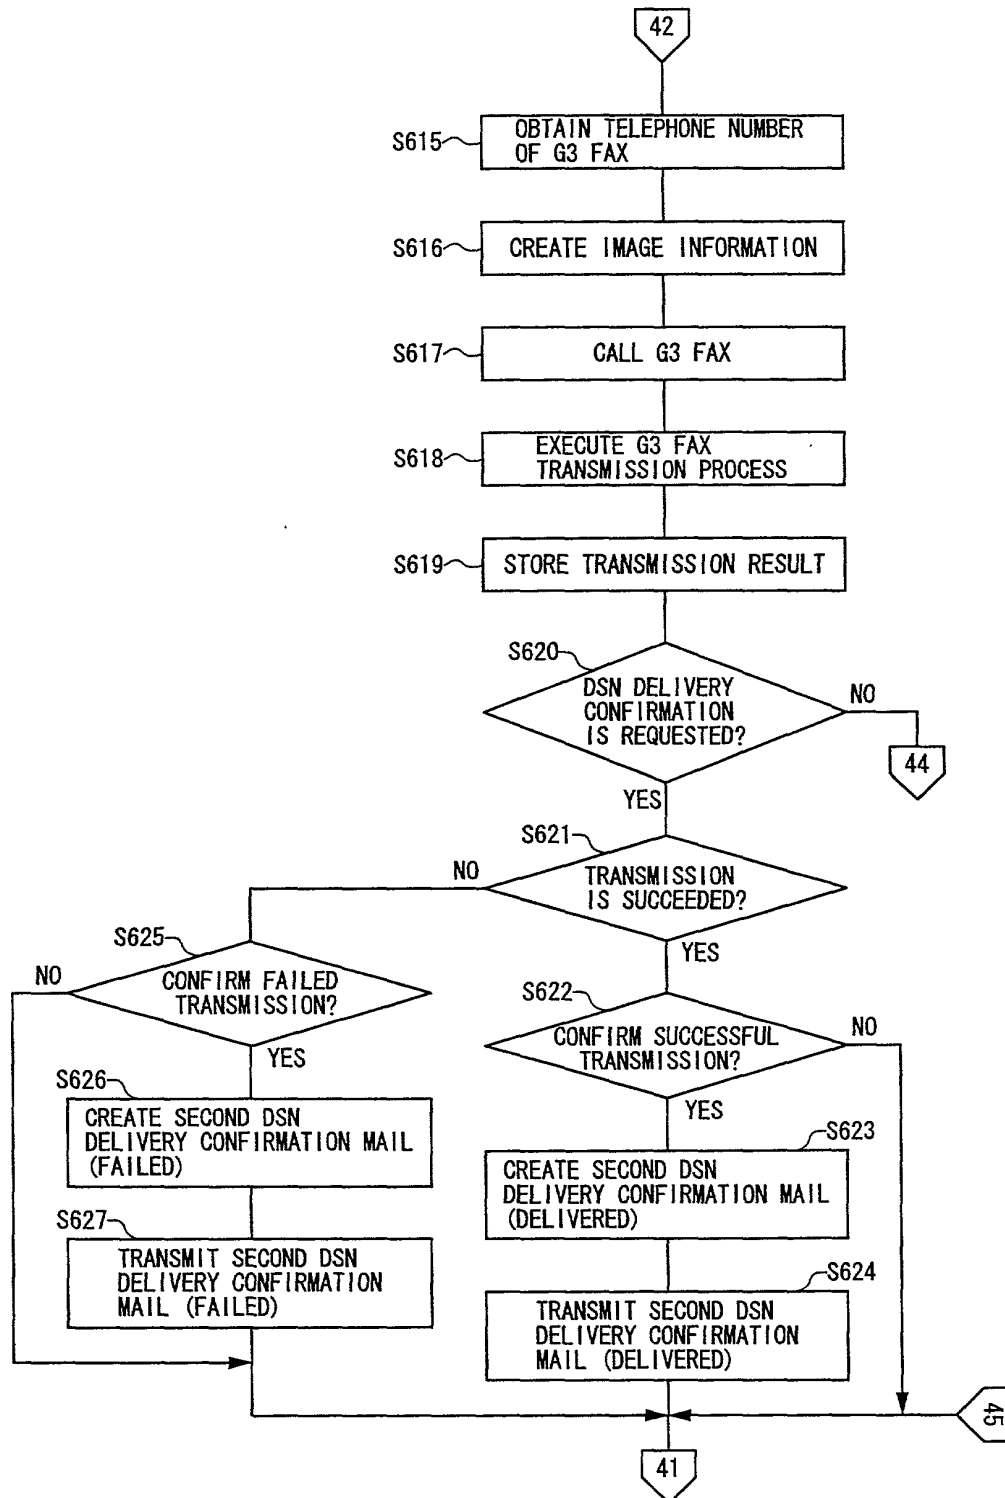 42
S615
OBTAIN TELEPHONE NUMBER
OF G3 FAX
S616
CREATE IMAGE INFORMATION
S617
CALL G3 FAX
S618
EXECUTE G3 FAX
TRANSMISSION PROCESS
S619
STORE TRANSMISSION RESULT
S620
DSN DELIVERY
CONFIRMATION
IS REQUESTED?
NO
44
YES
S621
TRANSMISSION
IS SUCCEEDED?
NO
YES
S625
CONFIRM FAILED
TRANSMISSION?
NO
YES
S622
CONFIRM SUCCESSFUL
TRANSMISSION?
NO
YES
S626
CREATE SECOND DSN
DELIVERY CONFIRMATION MAIL
(FAILED)
S623
CREATE SECOND DSN
DELIVERY CONFIRMATION MAIL
(DELIVERED)
S627
TRANSMIT SECOND DSN
DELIVERY CONFIRMATION
MAIL (FAILED)
S624
TRANSMIT SECOND DSN
DELIVERY CONFIRMATION
MAIL (DELIVERED)
45
41